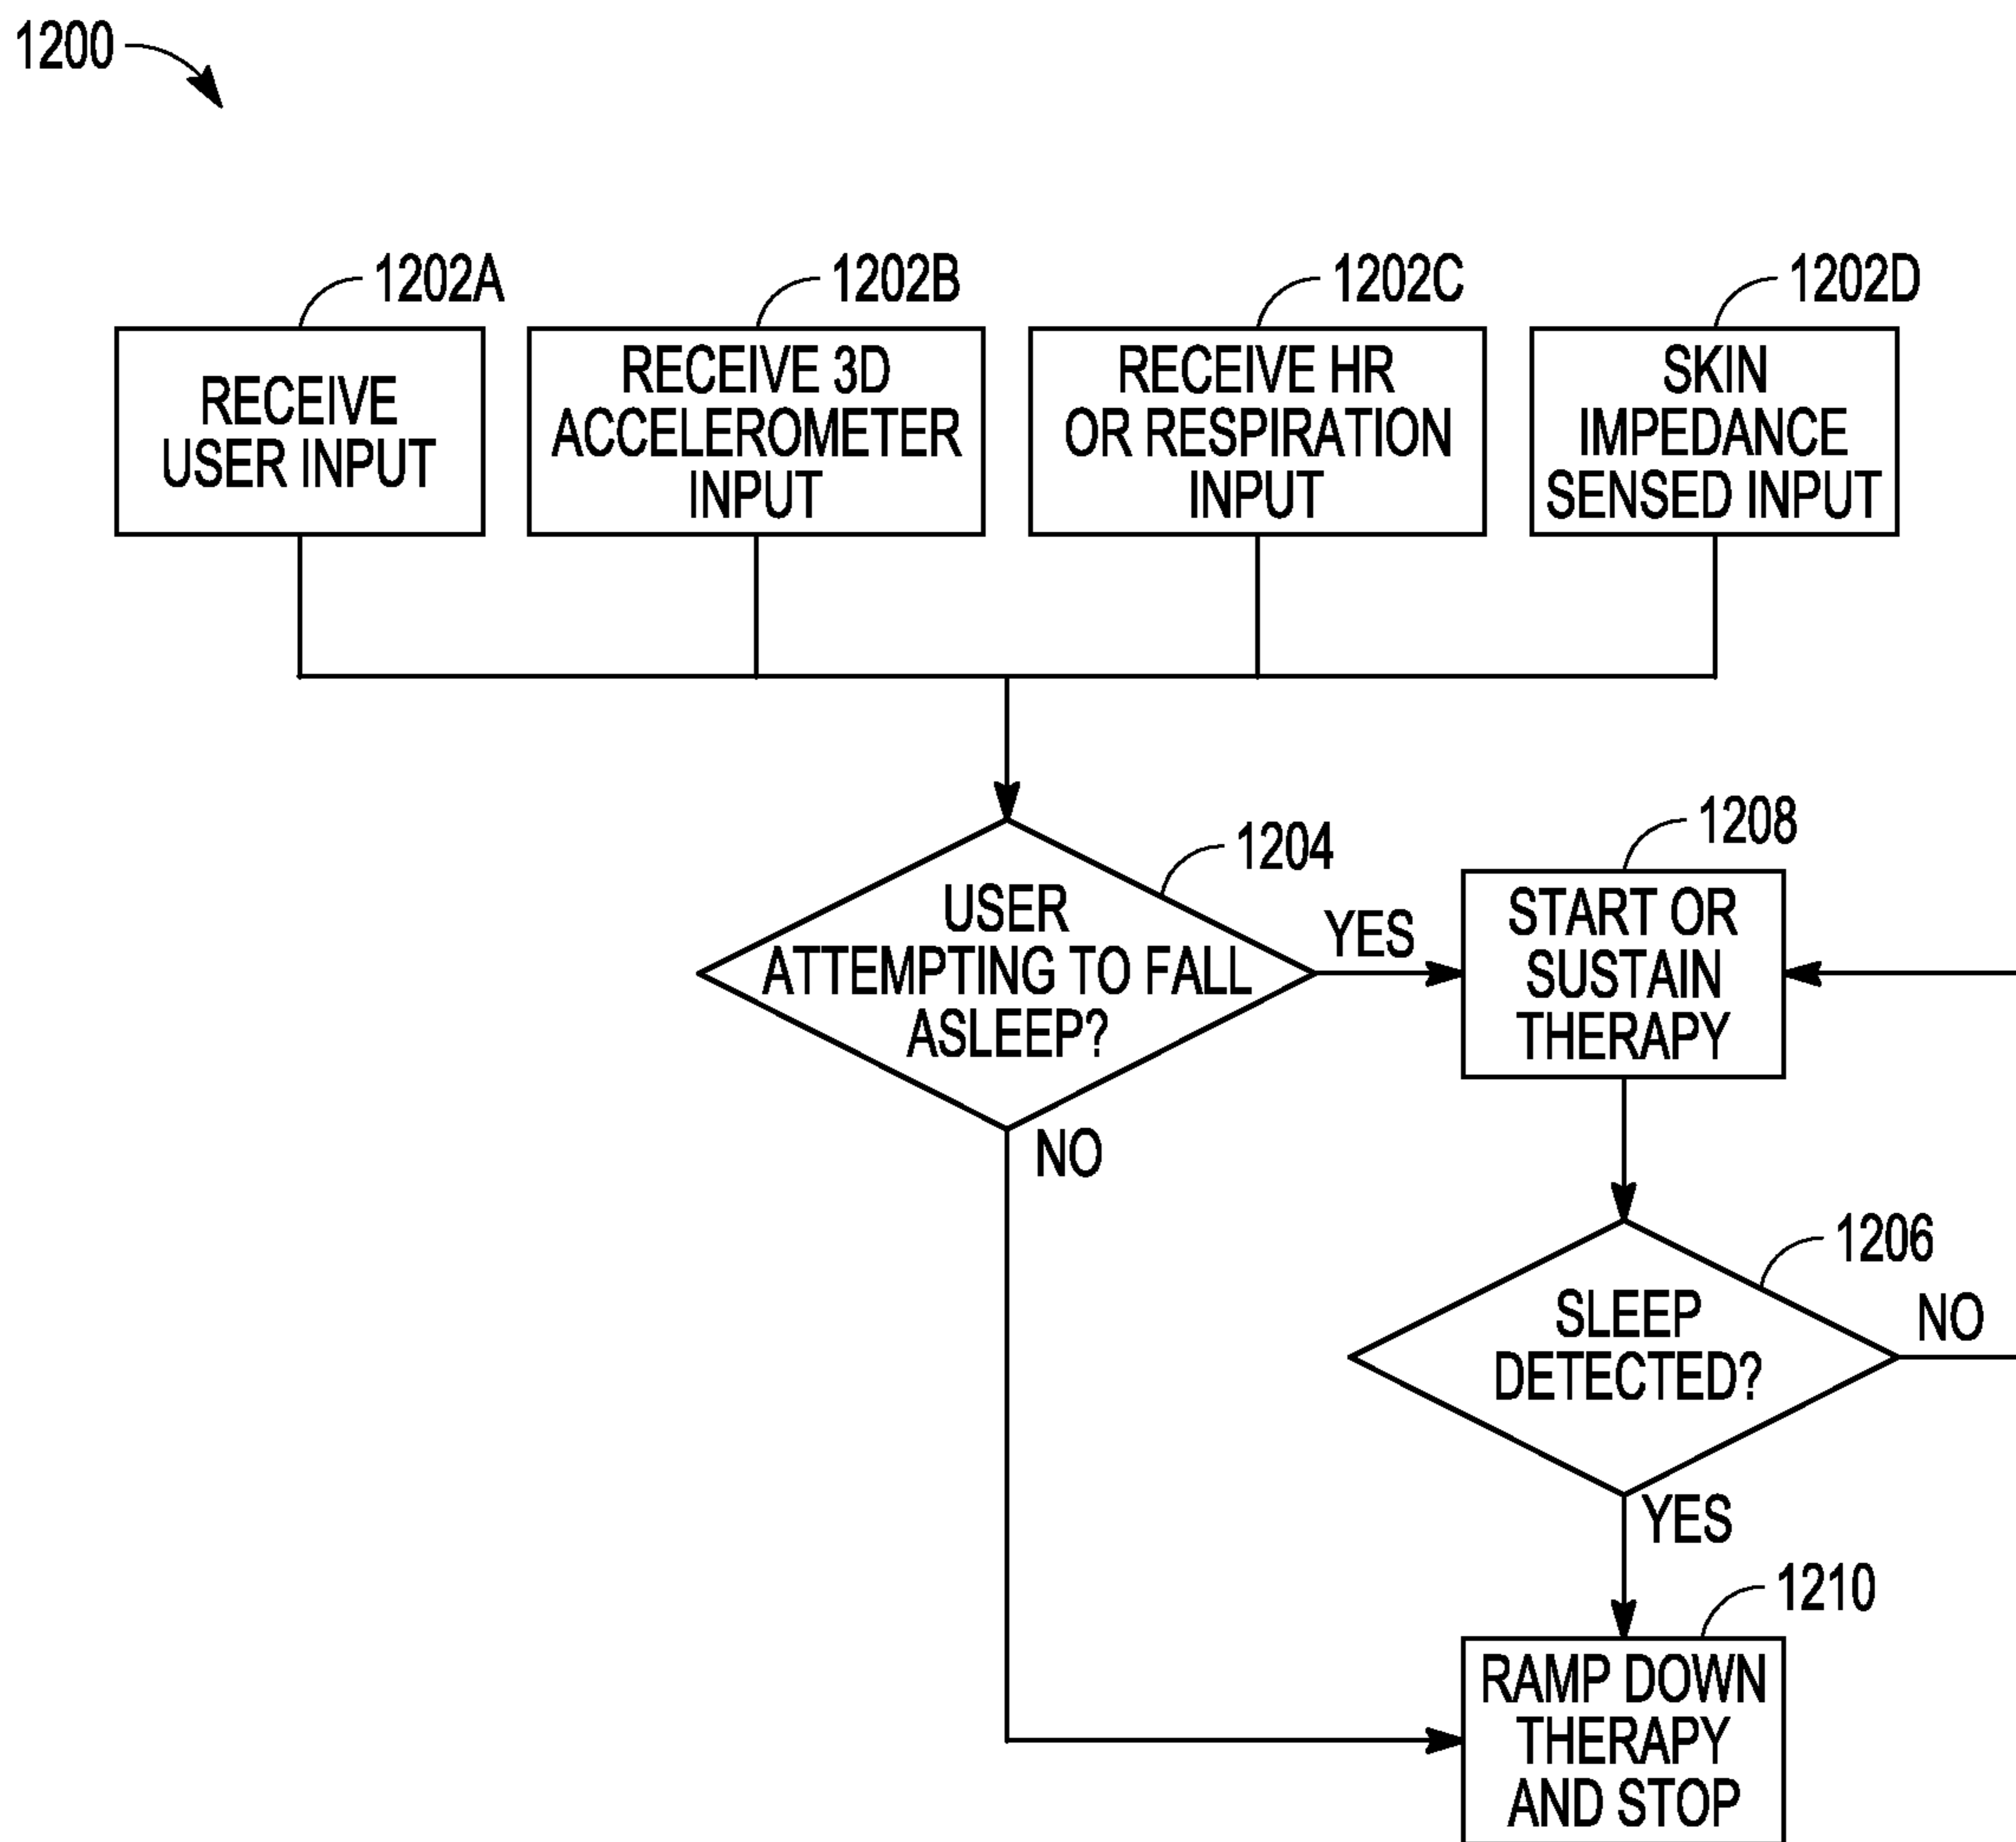 1200
1202A
1202B
1202C
1202D
RECEIVE
USER INPUT
RECEIVE 3D
ACCELEROMETER
INPUT
RECEIVE HR
OR RESPIRATION
INPUT
SKIN
IMPEDANCE
SENSED INPUT
1204
USER
ATTEMPTING TO FALL
ASLEEP?
YES
NO
1208
START OR
SUSTAIN
THERAPY
1206
SLEEP
DETECTED?
NO
YES
1210
RAMP DOWN
THERAPY
AND STOP